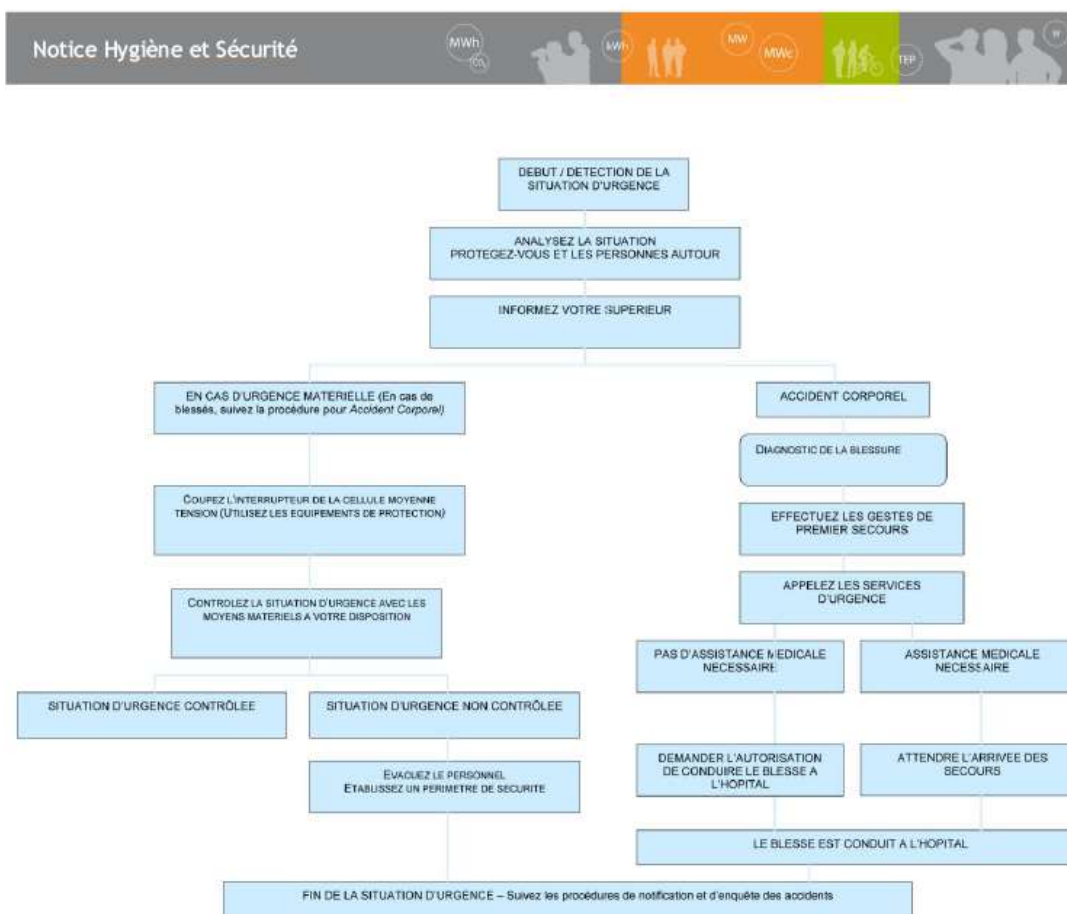 Notice Hygiène et Sécurité
MWh
TCO₂
kWh
MW
MWc
TEP
DEBUT / DETECTION DE LA
SITUATION D'URGENCE
ANALYSEZ LA SITUATION
PROTEGEZ-VOUS ET LES PERSONNES AUTOUR
INFORMEZ VOTRE SUPERIEUR
EN CAS D'URGENCE MATERIELLE (En cas de
blessés, suivez la procédure pour Accident Corporel)
ACCIDENT CORPOREL
DIAGNOSTIC DE LA BLESSURE
COUPEZ L'INTERRUPTEUR DE LA CELLULE MOYENNE
TENSION (UTILISEZ LES EQUIPEMENTS DE PROTECTION)
EFFECTUEZ LES GESTES DE
PREMIER SECOURS
APPELEZ LES SERVICES
D'URGENCE
CONTROLEZ LA SITUATION D'URGENCE AVEC LES
MOYENS MATERIELS A VOTRE DISPOSITION
PAS D'ASSISTANCE MEDICALE
NECESSAIRE
ASSISTANCE MEDICALE
NECESSAIRE
SITUATION D'URGENCE CONTRÔLEE
SITUATION D'URGENCE NON CONTRÔLEE
DEMANDER L'AUTORISATION
DE CONDUIRE LE BLESSE A
L'HOPITAL
ATTENDRE L'ARRIVEE DES
SECOURS
EVACUEZ LE PERSONNEL
ETABLISSEZ UN PERIMETRE DE SECURITE
LE BLESSE EST CONDUIT A L'HOPITAL
FIN DE LA SITUATION D'URGENCE – Suivez les procédures de notification et d'enquête des accidents